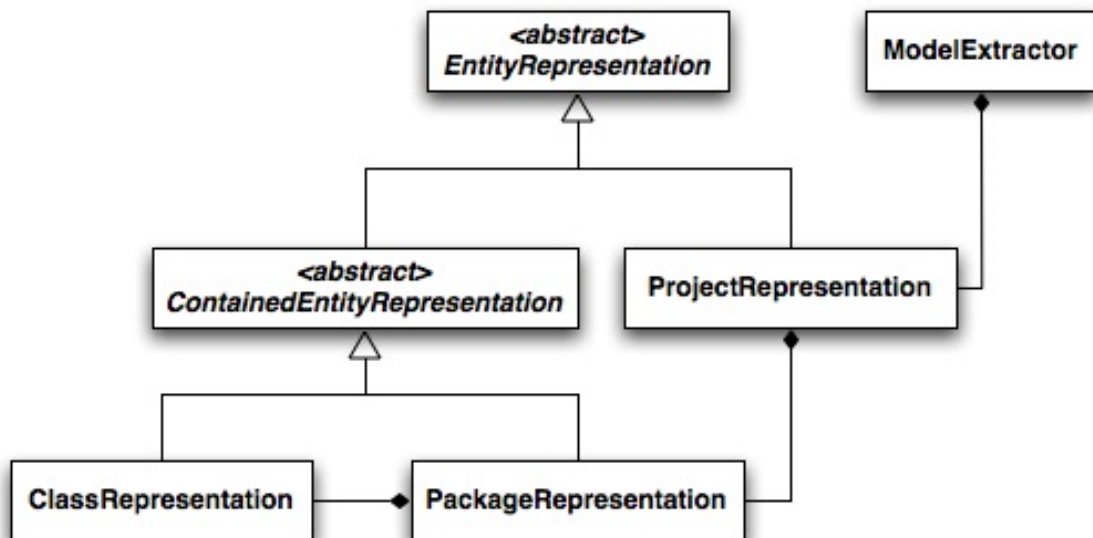 <abstract>
EntityRepresentation
ModelExtractor
<abstract>
ContainedEntityRepresentation
ProjectRepresentation
ClassRepresentation
PackageRepresentation